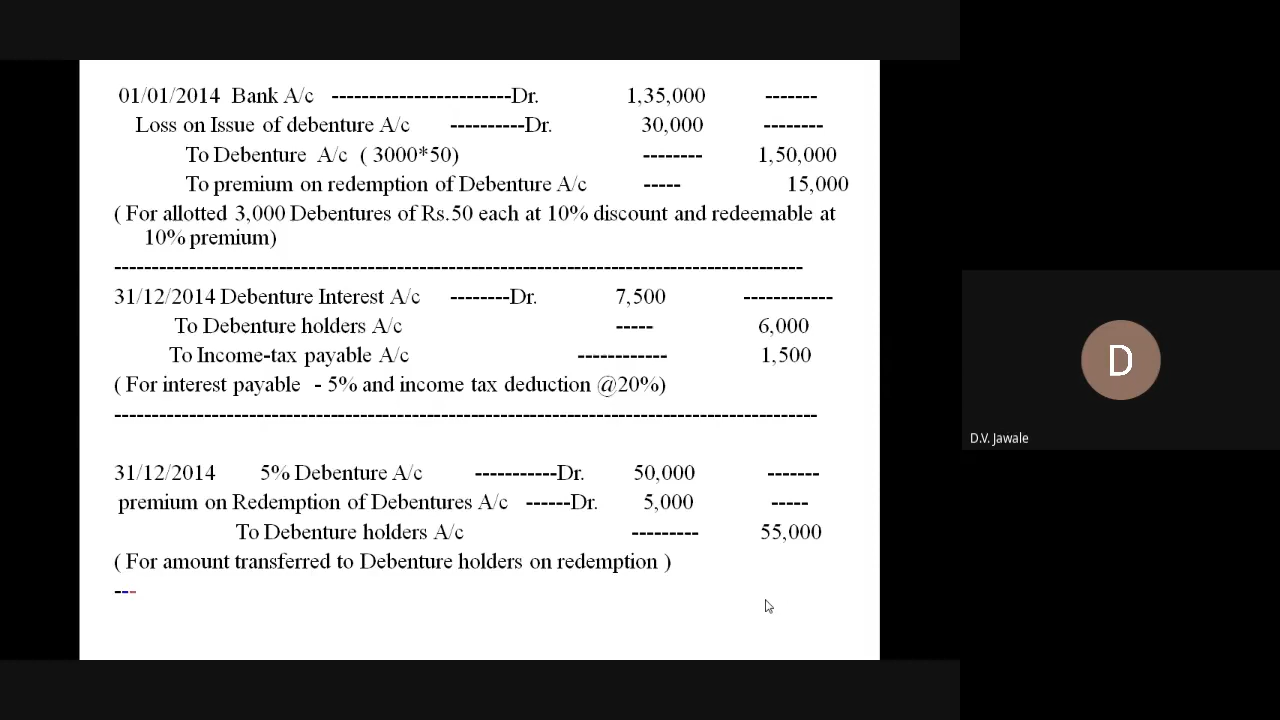 01/01/2014 Bank A/c ------------------------Dr. 1,35,000 -------
Loss on Issue of debenture A/c ----------Dr. 30,000 --------
To Debenture A/c ( 3000*50) -------- 1,50,000
To premium on redemption of Debenture A/c ----- 15,000
( For allotted 3,000 Debentures of Rs.50 each at 10% discount and redeemable at
10% premium)
--------------------------------------------------------------------------------------------
31/12/2014 Debenture Interest A/c --------Dr. 7,500 ------------
To Debenture holders A/c ----- 6,000
To Income-tax payable A/c ------------ 1,500
( For interest payable - 5% and income tax deduction @20%)
----------------------------------------------------------------------------------------------
31/12/2014 5% Debenture A/c -----------Dr. 50,000 -------
premium on Redemption of Debentures A/c ------Dr. 5,000 -----
To Debenture holders A/c --------- 55,000
( For amount transferred to Debenture holders on redemption )
---
D
D.V. Jawale